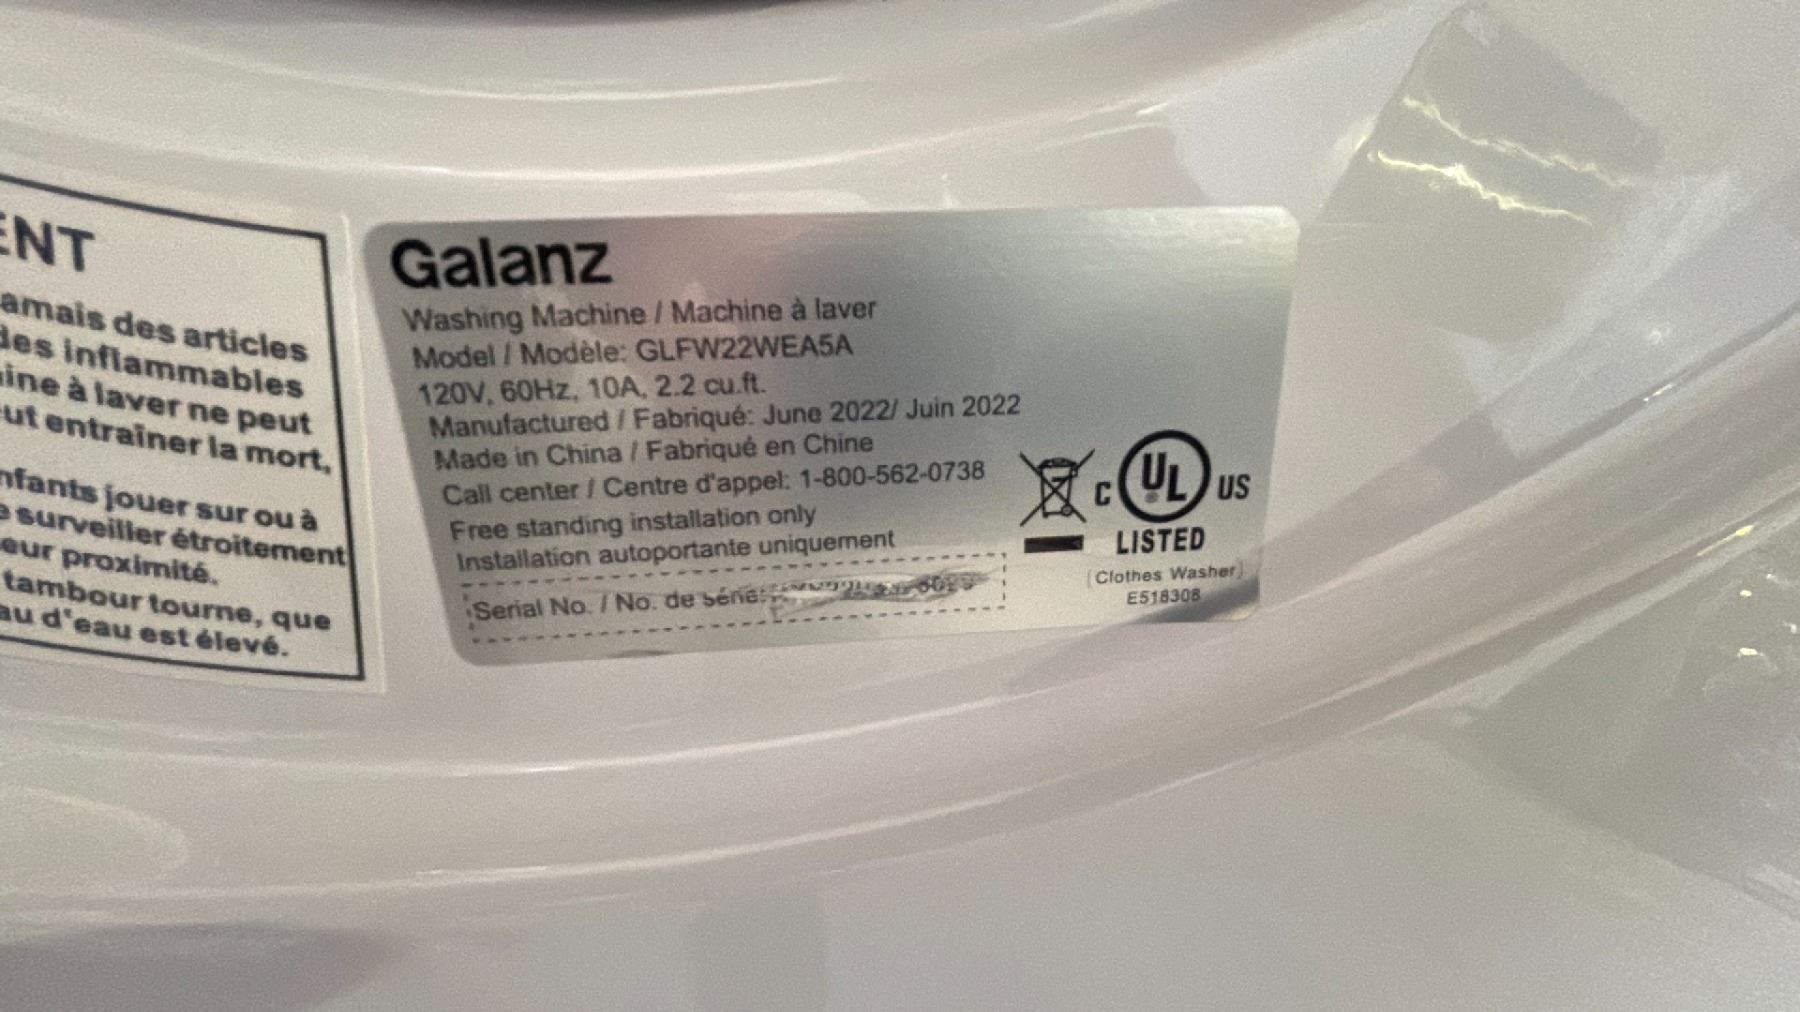 ENT
amais des articles
des inflammables
ine à laver ne peut
ut entraîner la mort.
nfants jouer sur ou à
e surveiller étroitement
eur proximité.
tambour tourne, que
au d'eau est élevé.
Galanz
Washing Machine / Machine à laver
Model / Modèle: GLFW22WEA5A
120V, 60Hz, 10A, 2.2 cu.ft.
Manufactured / Fabriqué: June 2022/ Juin 2022
Made in China / Fabriqué en Chine
Call center / Centre d'appel: 1-800-562-0738
Free standing installation only
Installation autoportante uniquement
Serial No. / No. de série:
C UL ® US
LISTED
(Clothes Washer)
E518308